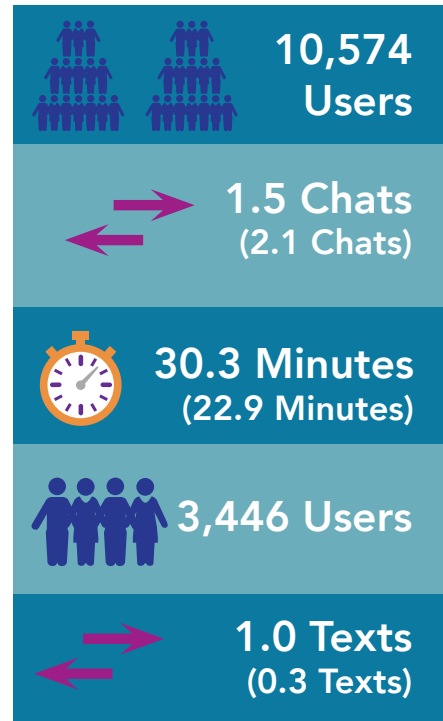 10,574
Users
1.5 Chats
(2.1 Chats)
30.3 Minutes
(22.9 Minutes)
3,446 Users
1.0 Texts
(0.3 Texts)